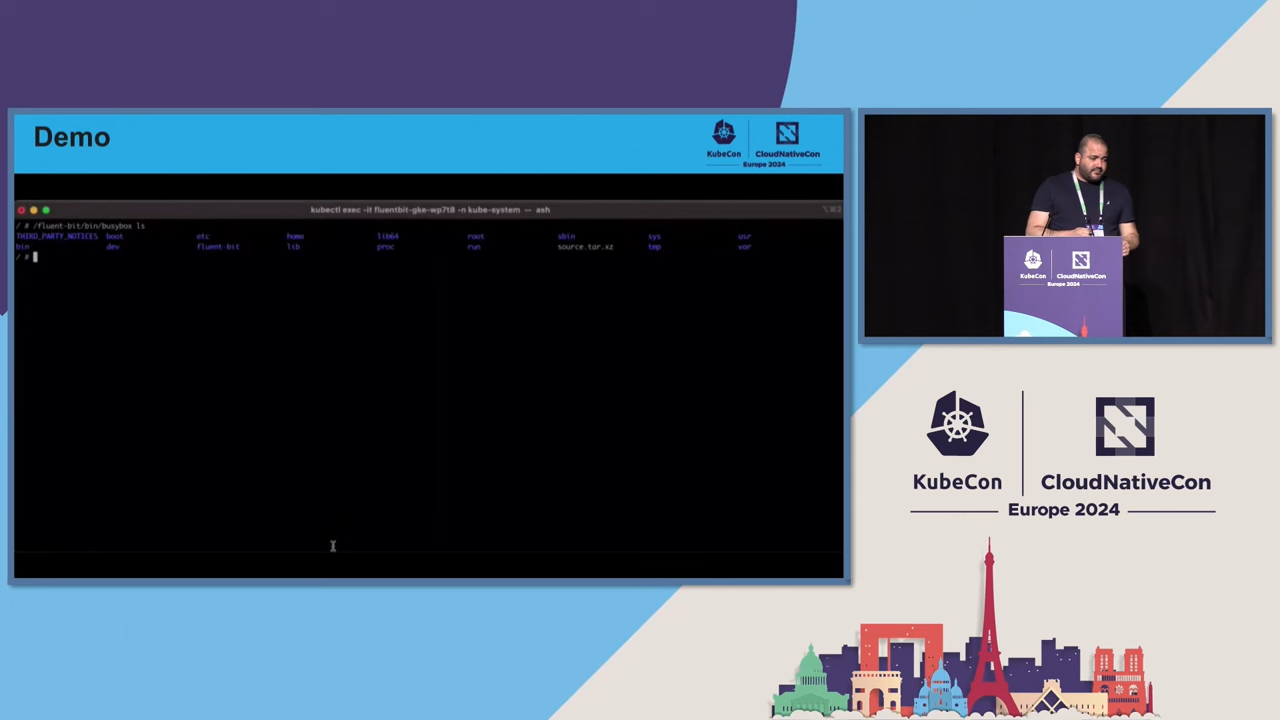 Demo
KubeCon
CloudNativeCon
Europe 2024
kubectl exec -it fluentbit-gke-wp7t8 -n kube-system -- ash
⌥⌘2
/ # /fluent-bit/bin/busybox ls
THIRD_PARTY_NOTICES boot etc home lib64 root sbin sys usr
bin dev fluent-bit lib proc run source.tar.xz tmp var
/ #
KubeCon
CloudNativeCon
Europe 2024
KubeCon
CloudNativeCon
Europe 2024